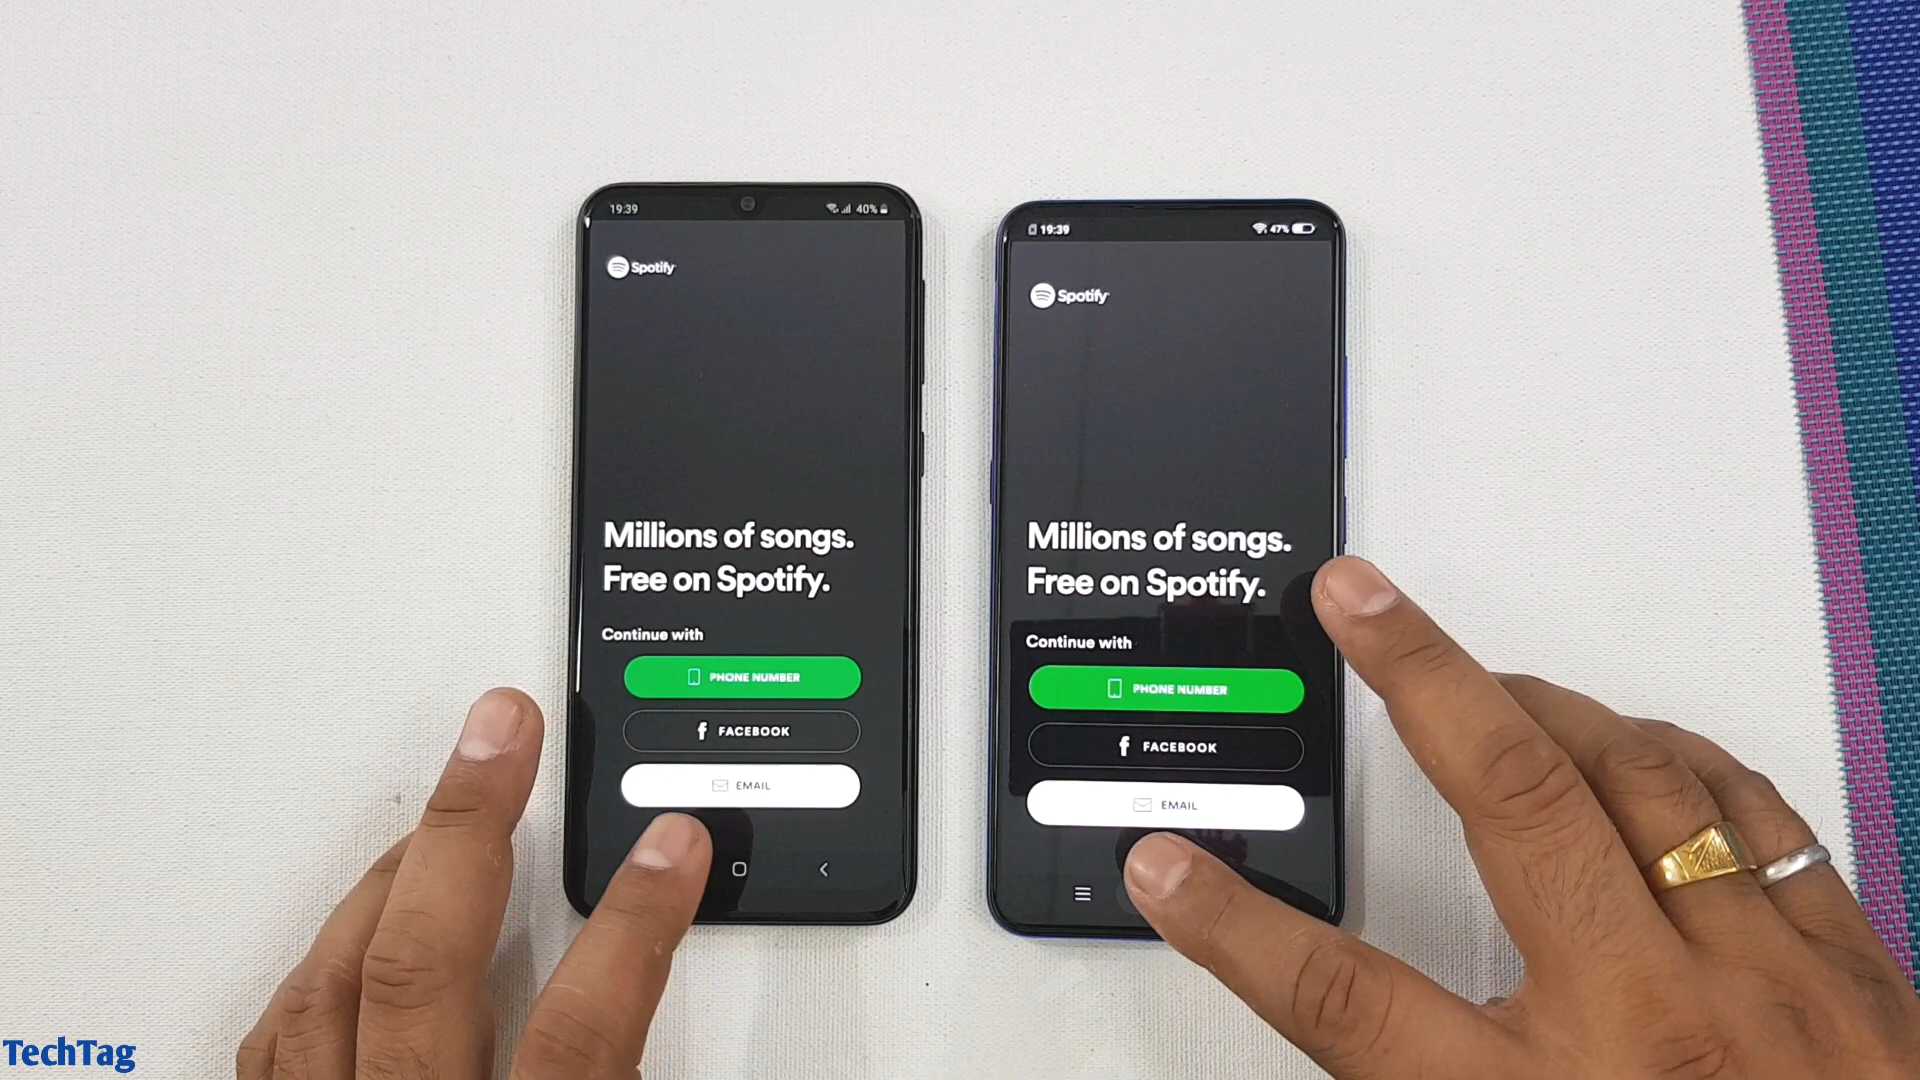 19:39
40%
Spotify
Millions of songs.
Free on Spotify.
Continue with
PHONE NUMBER
FACEBOOK
EMAIL
19:39
47%
Spotify
Millions of songs.
Free on Spotify.
Continue with
PHONE NUMBER
FACEBOOK
EMAIL
TechTag